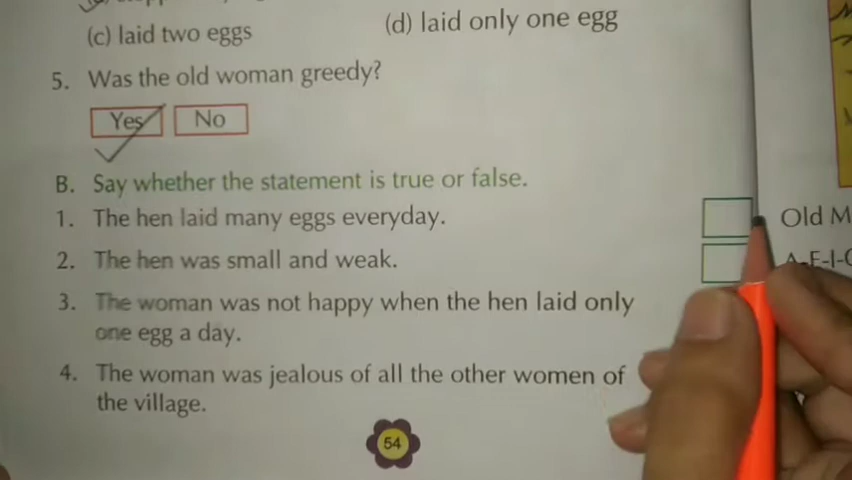 (c) laid two eggs
(d) laid only one egg
5. Was the old woman greedy?
Yes No
B. Say whether the statement is true or false.
1. The hen laid many eggs everyday.
2. The hen was small and weak.
3. The woman was not happy when the hen laid only
one egg a day.
4. The woman was jealous of all the other women of
the village.
54
Old M
A-E-I-